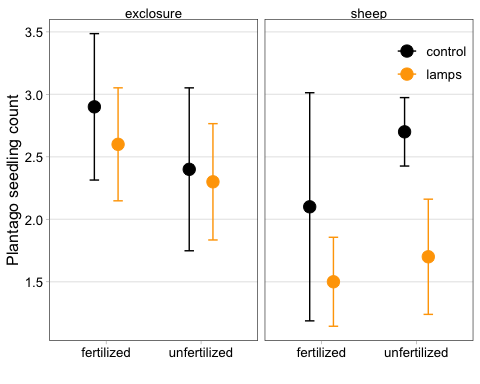 exclosure
sheep
Plantago seedling count
3.5
3.0
2.5
2.0
1.5
control
lamps
fertilized
unfertilized
fertilized
unfertilized